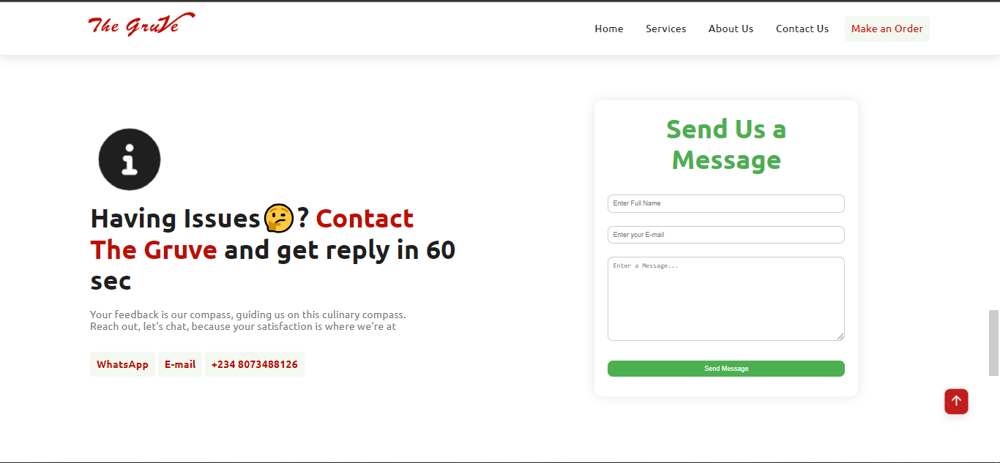 The GruVe
Home Services About Us Contact Us Make an Order
Having Issues🤔? Contact
The Gruve and get reply in 60
sec
Your feedback is our compass, guiding us on this culinary compass.
Reach out, let's chat, because your satisfaction is where we're at
WhatsApp E-mail +234 8073488126
Send Us a
Message
Enter Full Name
Enter your E-mail
Enter a Message...
Send Message